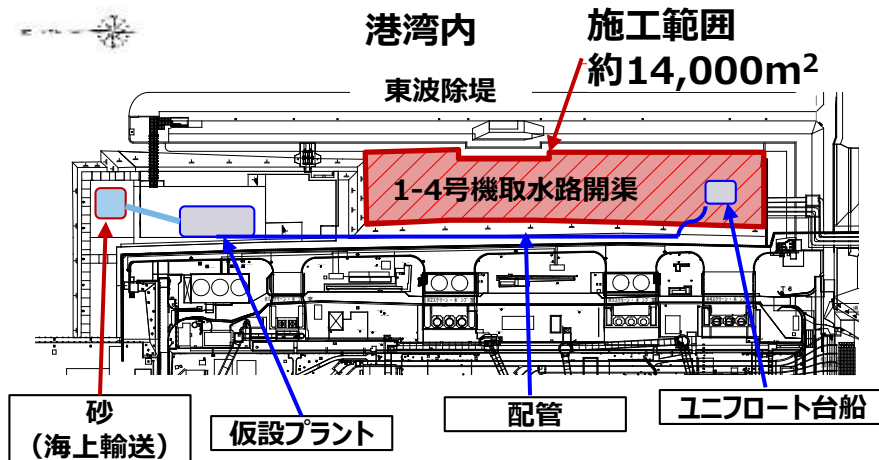 港湾内
施工範囲
約14,000m²
東波除堤
1-4号機取水路開渠
砂
(海上輸送)
仮設プラント
配管
ユニフロート台船